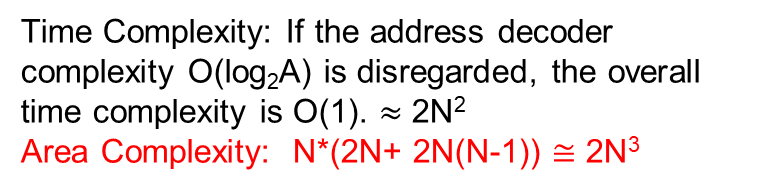 Time Complexity: If the address decoder
complexity O(log₂A) is disregarded, the overall
time complexity is O(1). ≈ 2N²
Area Complexity: N*(2N+ 2N(N-1)) ≅ 2N³